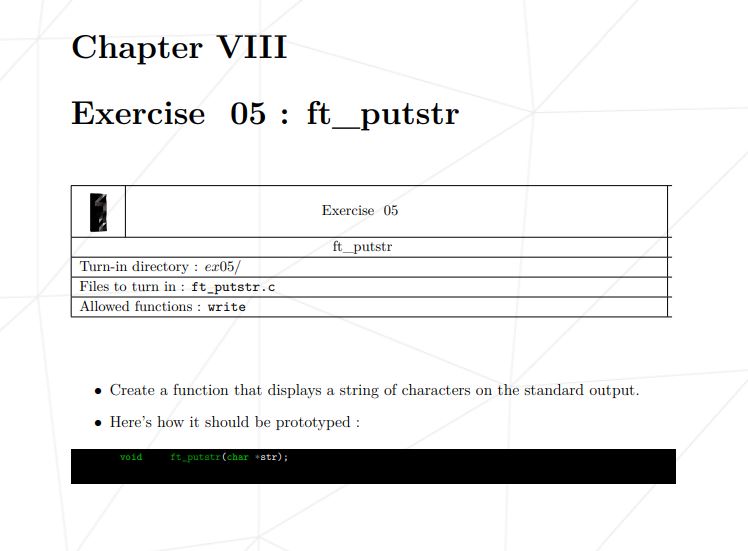 Chapter VIII
Exercise 05 : ft_putstr
Exercise 05
ft_putstr
Turn-in directory : ex05/
Files to turn in : ft_putstr.c
Allowed functions : write
• Create a function that displays a string of characters on the standard output.
• Here's how it should be prototyped :
void ft_putstr(char *str);